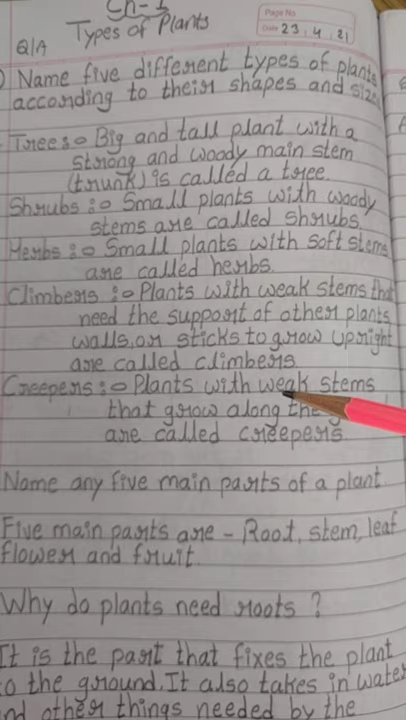 Ch-1
Types of Plants
Page No.
Date 23 4 21
Q/A
Name five different types of plants
according to their shapes and size
Trees:- Big and tall plant with a
strong and woody main stem
(trunk) is called a tree.
Shrubs:- Small plants with woody
stems are called shrubs.
Herbs:- Small plants with soft stems
are called herbs.
Climbers:- Plants with weak stems that
need the support of other plants
walls, or sticks to grow upright
are called climbers.
Creepers:- Plants with weak stems
that grow along the
are called creepers.
Name any five main parts of a plant
Five main parts are - Root, stem, leaf
flower and fruit.
Why do plants need roots ?
It is the part that fixes the plant
to the ground. It also takes in water
and other things needed by the